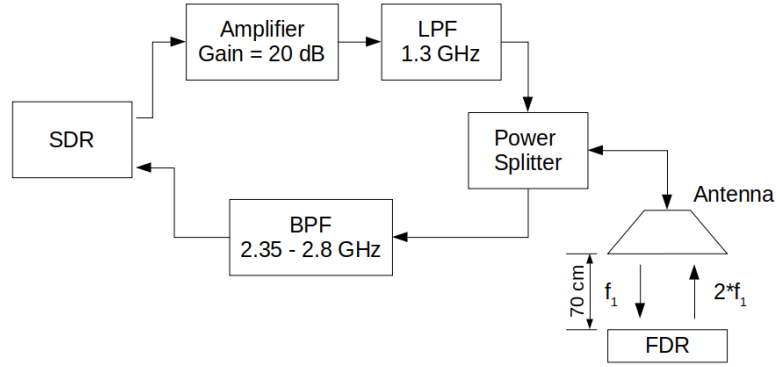 Amplifier
Gain = 20 dB
LPF
1.3 GHz
SDR
Power
Splitter
Antenna
BPF
2.35 - 2.8 GHz
70 cm
f₁
2*f₁
FDR